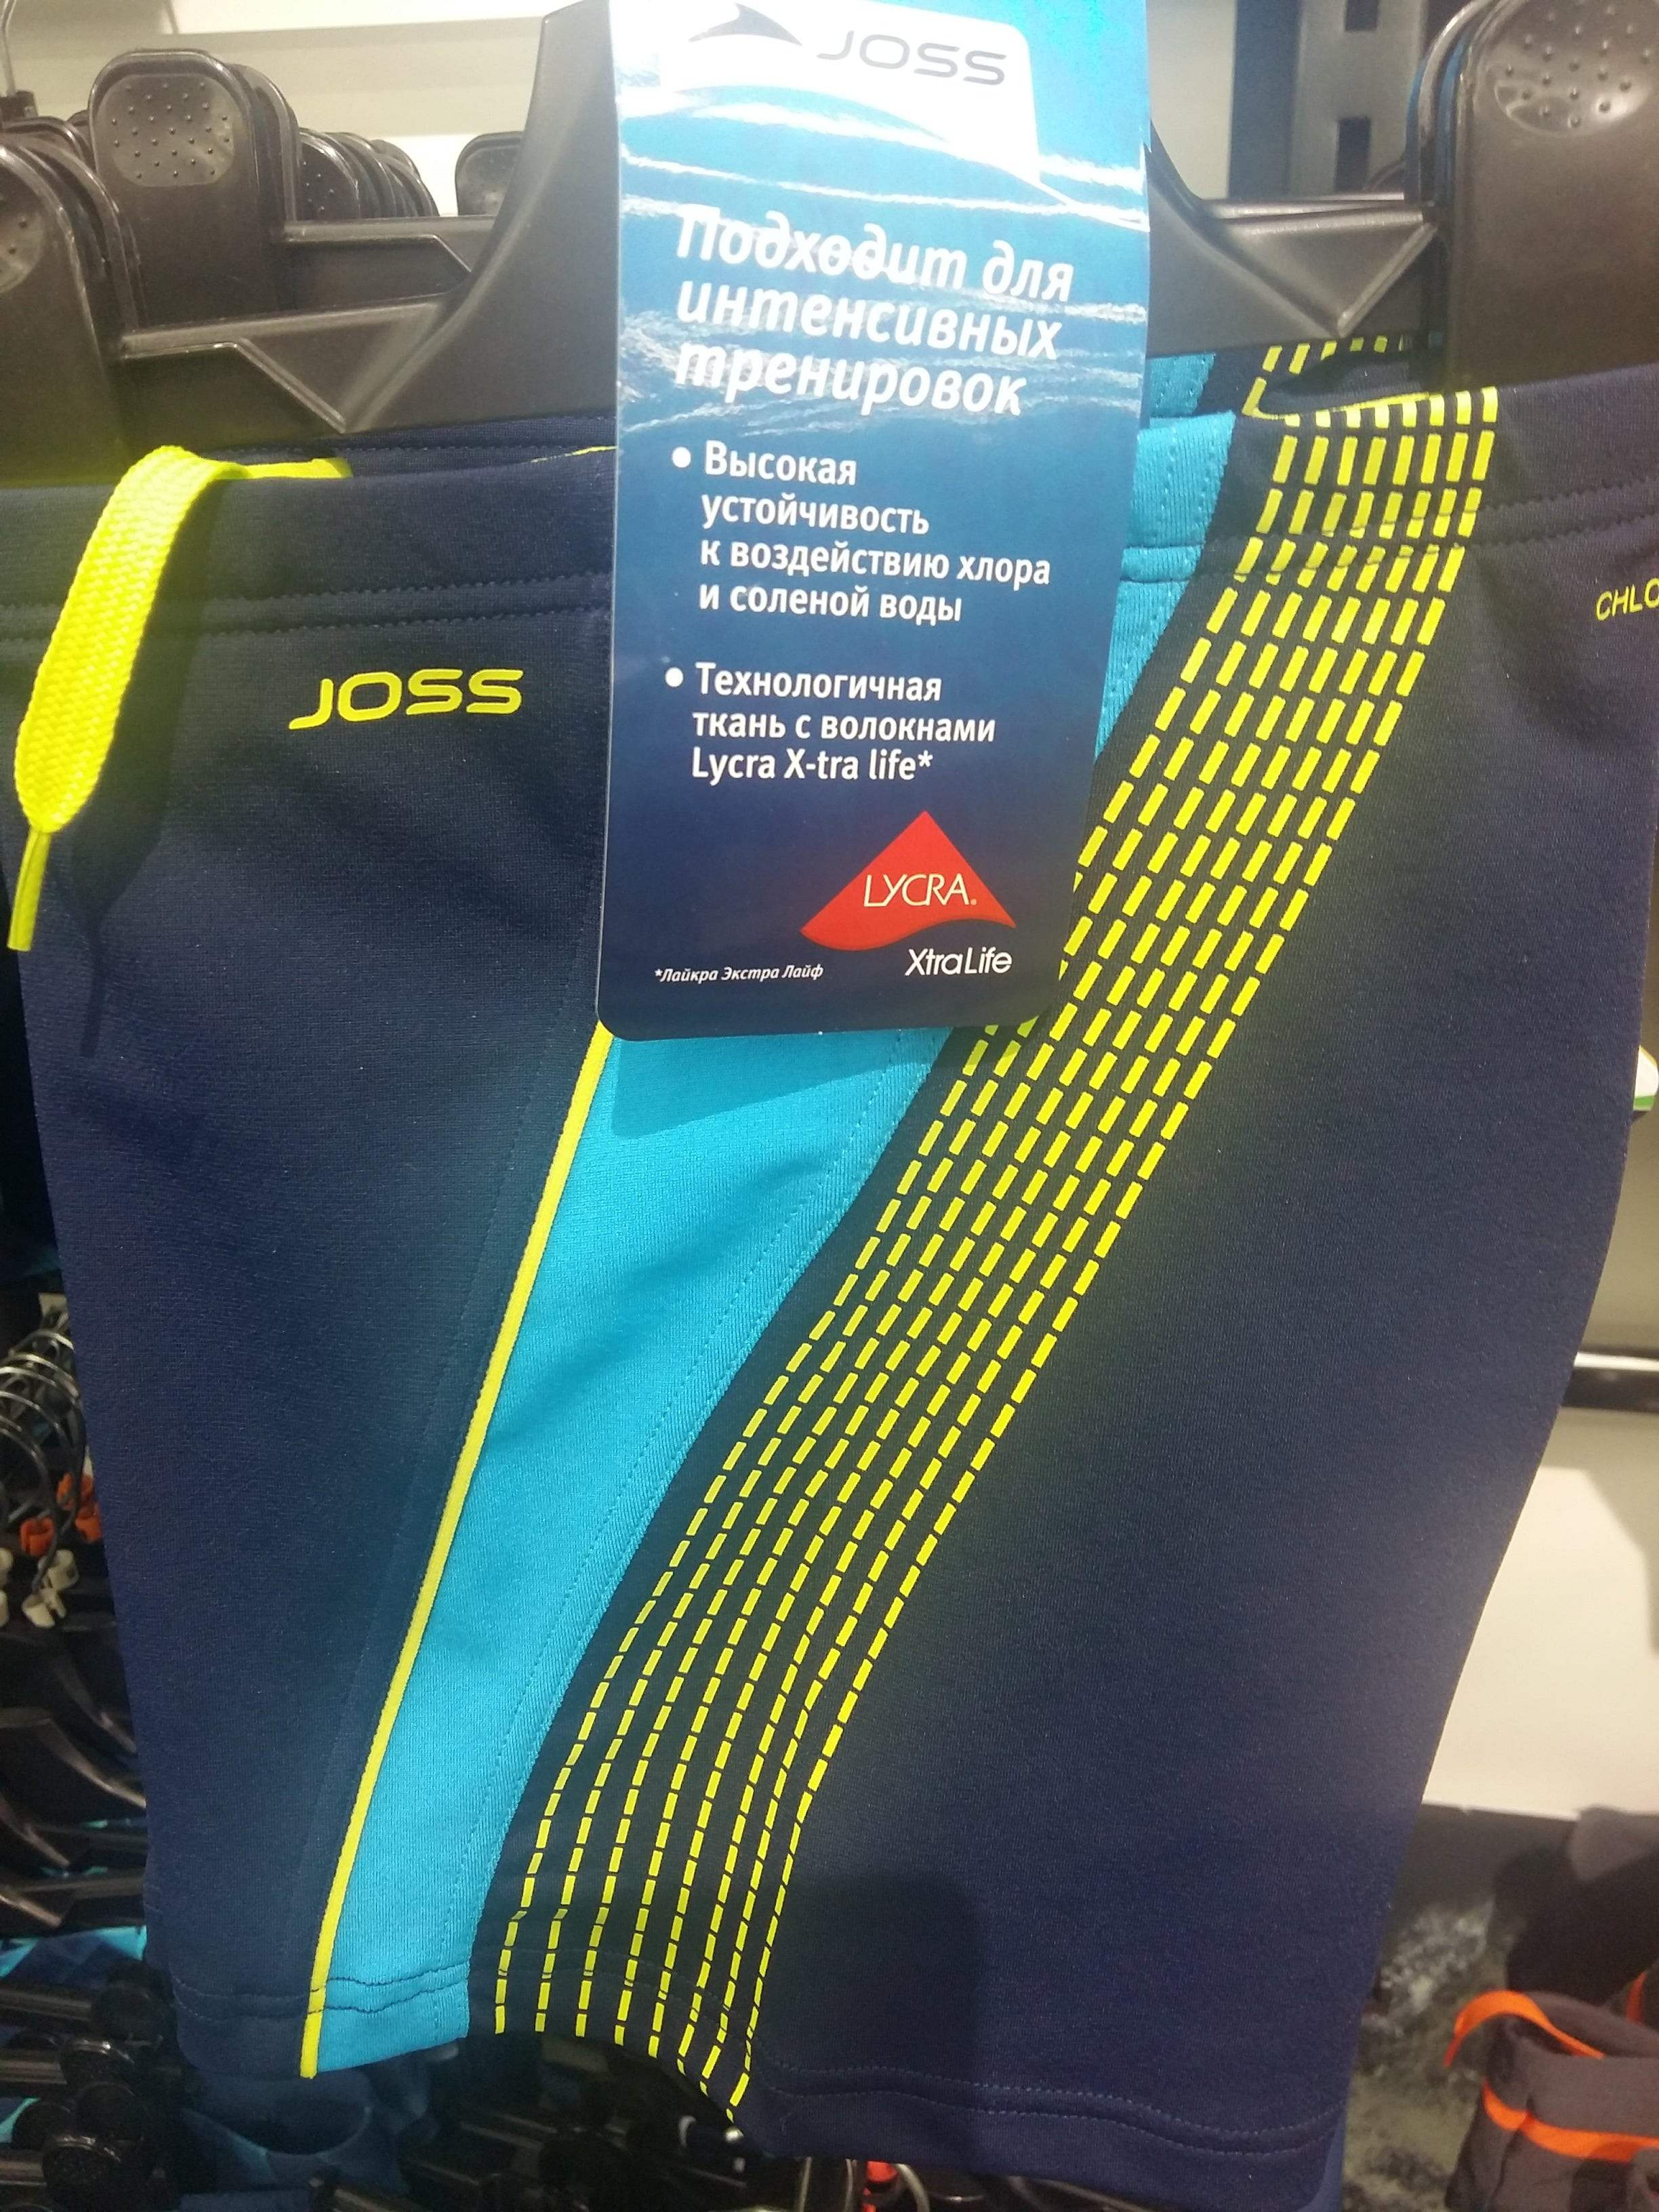 JOSS
Подходит для
интенсивных
тренировок
• Высокая
устойчивость
к воздействию хлора
и соленой воды
• Технологичная
ткань с волокнами
Lycra X-tra life*
LYCRA®
XtraLife
*Лайкра Экстра Лайф
JOSS
CHLO